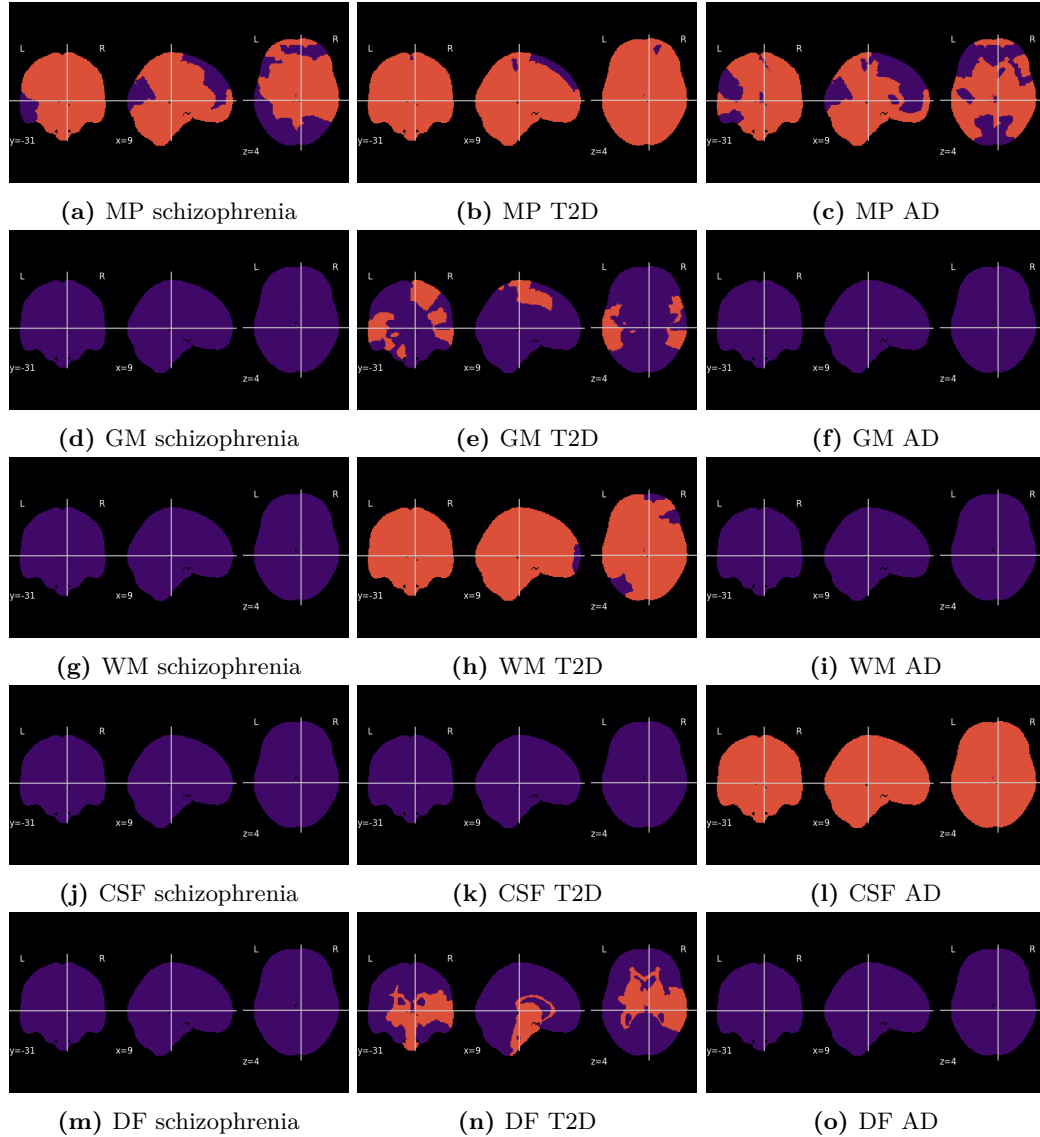 L R L R L R
y=-31 x=9 z=4 y=-31 x=9 z=4 y=-31 x=9 z=4
(a) MP schizophrenia (b) MP T2D (c) MP AD
L R L R L R L R L R L R
y=-31 x=9 z=4 y=-31 x=9 z=4 y=-31 x=9 z=4
(d) GM schizophrenia (e) GM T2D (f) GM AD
L R L R L R L R L R L R
y=-31 x=9 z=4 y=-31 x=9 z=4 y=-31 x=9 z=4
(g) WM schizophrenia (h) WM T2D (i) WM AD
L R L R L R L R L R L R
y=-31 x=9 z=4 y=-31 x=9 z=4 y=-31 x=9 z=4
(j) CSF schizophrenia (k) CSF T2D (l) CSF AD
L R L R L R L R L R L R
y=-31 x=9 z=4 y=-31 x=9 z=4 y=-31 x=9 z=4
(m) DF schizophrenia (n) DF T2D (o) DF AD